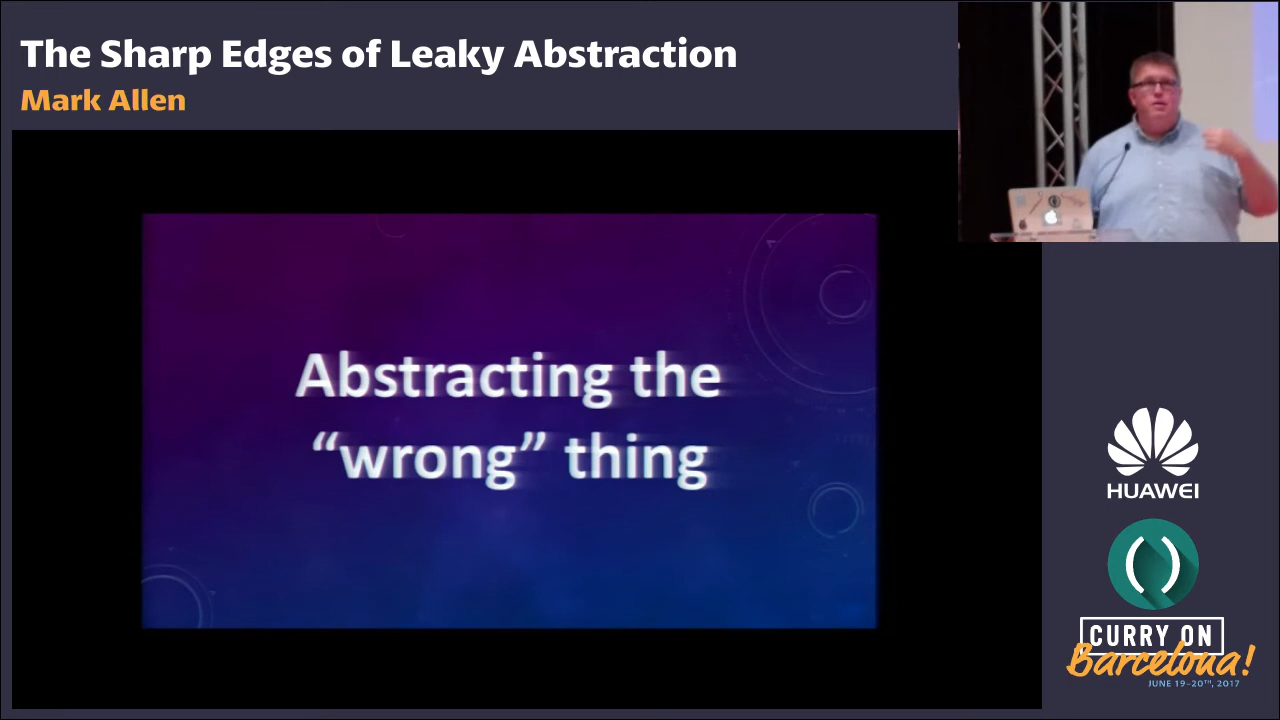 The Sharp Edges of Leaky Abstraction
Mark Allen
Abstracting the
“wrong” thing
HUAWEI
CURRY ON
Barcelona!
JUNE 19-20TH, 2017